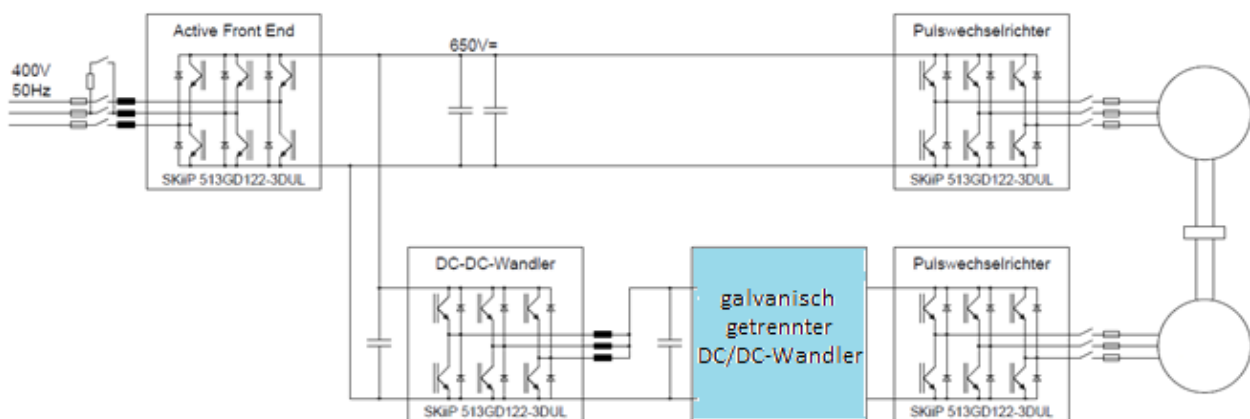 Active Front End
650V=
Pulswechselrichter
400V
50Hz
SKiiP 513GD122-3DUL
SKiiP 513GD122-3DUL
DC-DC-Wandler
Pulswechselrichter
galvanisch
getrennter
DC/DC-Wandler
SKiiP 513GD122-3DUL
SKiiP 513GD122-3DUL